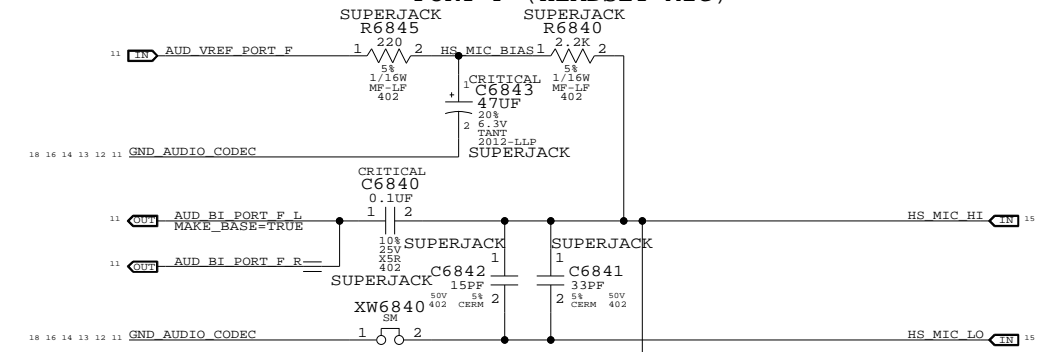 SUPERJACK
R6845
220
1 2
5%
1/16W
MF-LF
402
SUPERJACK
R6840
2.2K
1 2
5%
1/16W
MF-LF
402
11 IN AUD_VREF_PORT_F
HS_MIC_BIAS
CRITICAL
C6843
47UF
20%
6.3V
TANT
2012-LLP
SUPERJACK
1
+
2
18 16 14 13 12 11 GND_AUDIO_CODEC
CRITICAL
C6840
0.1UF
1 2
10%
25V
X5R
402
SUPERJACK
11 OUT AUD_BI_PORT_F_L
MAKE_BASE=TRUE
HS_MIC_HI IN 15
11 OUT AUD_BI_PORT_F_R
SUPERJACK
1
C6842
15PF
50V 5%
402 CERM
2
SUPERJACK
1
C6841
33PF
5% 50V
CERM 402
2
XW6840
SM
1 2
18 16 14 13 12 11 GND_AUDIO_CODEC
HS_MIC_LO IN 15